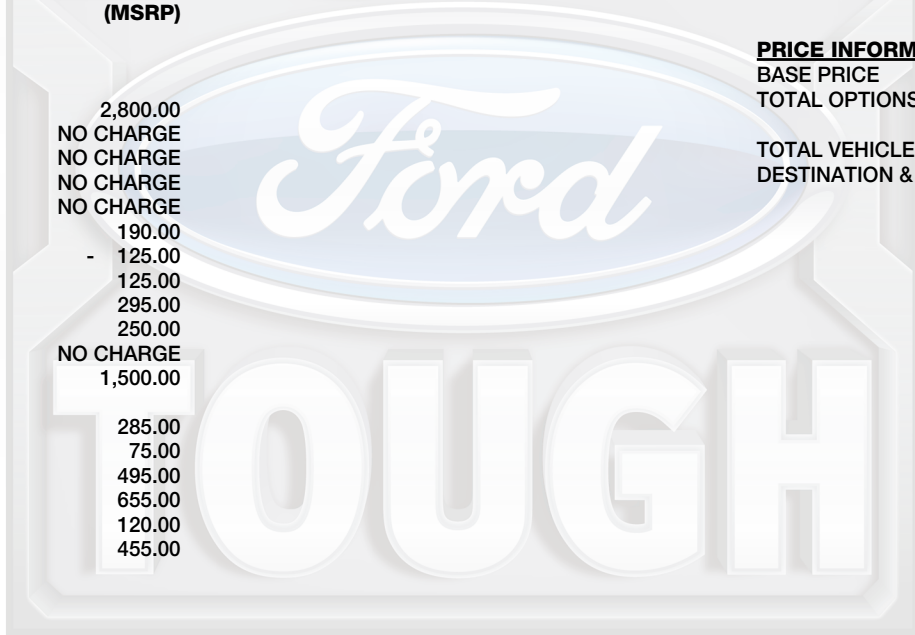 (MSRP)
2,800.00
NO CHARGE
NO CHARGE
NO CHARGE
NO CHARGE
190.00
- 125.00
125.00
295.00
250.00
NO CHARGE
1,500.00
285.00
75.00
495.00
655.00
120.00
455.00
PRICE INFORM
BASE PRICE
TOTAL OPTIONS
TOTAL VEHICLE
DESTINATION &
Ford
TOUGH